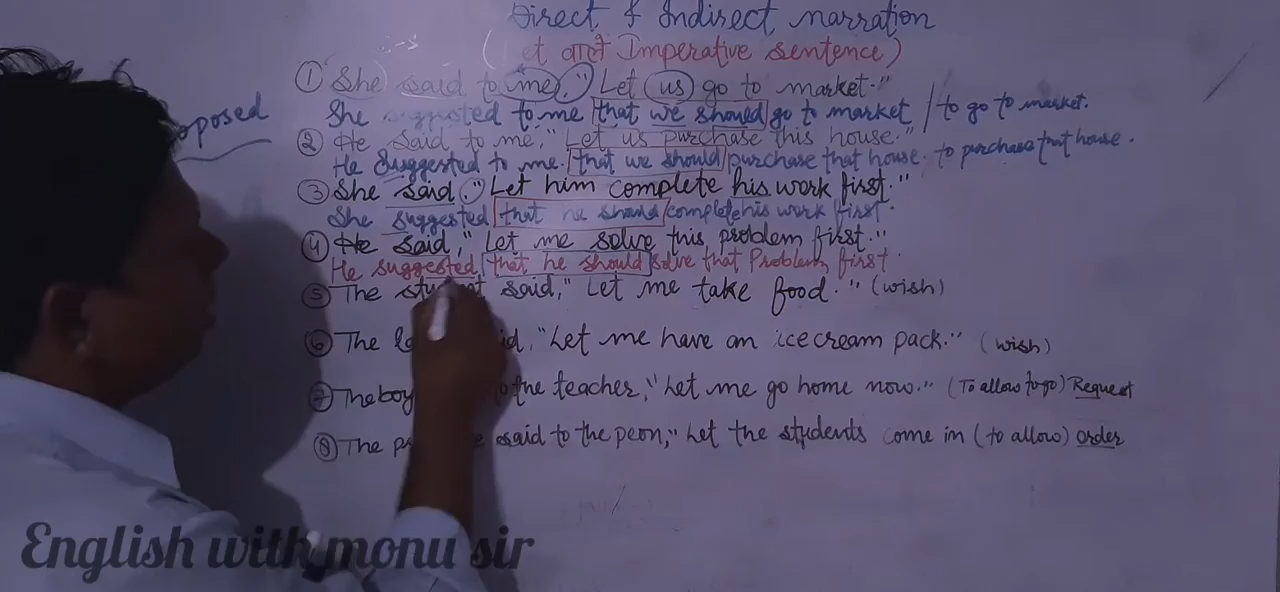 Direct & Indirect narration
(et वाले Imperative sentence)
① She said to me, "Let us go to market."
She suggested to me that we should go to market / to go to market.
oposed
② He said to me, "Let us purchase this house."
He suggested to me that we should purchase that house. to purchase that house.
③ She said, "Let him complete his work first."
She suggested that he should complete his work first.
④ He said, "Let me solve this problem first."
He suggested that he should solve that Problem first.
⑤ The student said, "Let me take food." (wish)
⑥ The id, "Let me have an icecream pack." (wish)
⑦ The boy the teacher, "Let me go home now." (To allow to go) Request
⑧ The said to the peon, "Let the students come in (to allow) order
English with monu sir